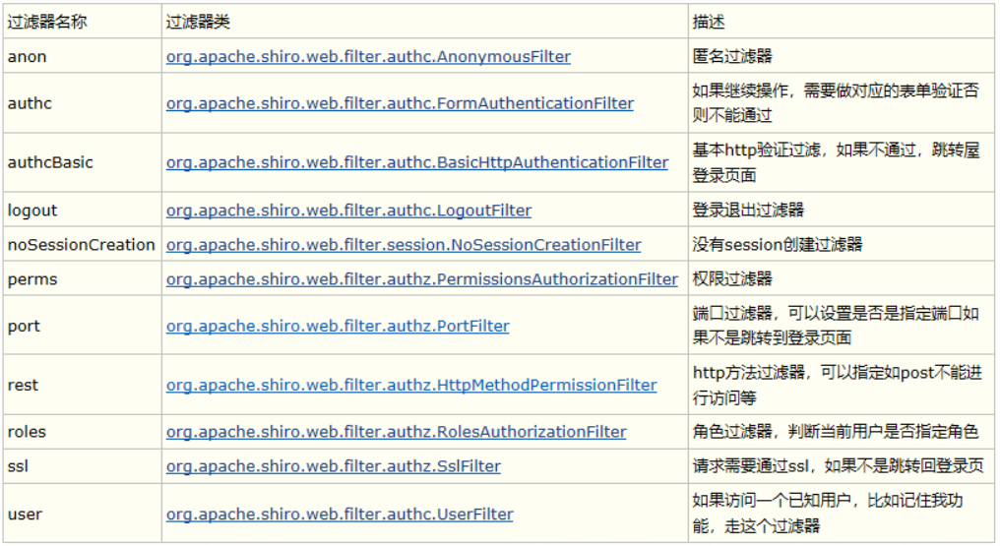 过滤器名称 过滤器类 描述
anon org.apache.shiro.web.filter.authc.AnonymousFilter 匿名过滤器
authc org.apache.shiro.web.filter.authc.FormAuthenticationFilter 如果继续操作，需要做对应的表单验证否
则不能通过
authcBasic org.apache.shiro.web.filter.authc.BasicHttpAuthenticationFilter 基本http验证过滤，如果不通过，跳转屋
登录页面
logout org.apache.shiro.web.filter.authc.LogoutFilter 登录退出过滤器
noSessionCreation org.apache.shiro.web.filter.session.NoSessionCreationFilter 没有session创建过滤器
perms org.apache.shiro.web.filter.authz.PermissionsAuthorizationFilter 权限过滤器
port org.apache.shiro.web.filter.authz.PortFilter 端口过滤器，可以设置是否是指定端口如
果不是跳转到登录页面
rest org.apache.shiro.web.filter.authz.HttpMethodPermissionFilter http方法过滤器，可以指定如post不能进
行访问等
roles org.apache.shiro.web.filter.authz.RolesAuthorizationFilter 角色过滤器，判断当前用户是否指定角色
ssl org.apache.shiro.web.filter.authz.SslFilter 请求需要通过ssl，如果不是跳转回登录页
user org.apache.shiro.web.filter.authc.UserFilter 如果访问一个已知用户，比如记住我功
能，走这个过滤器